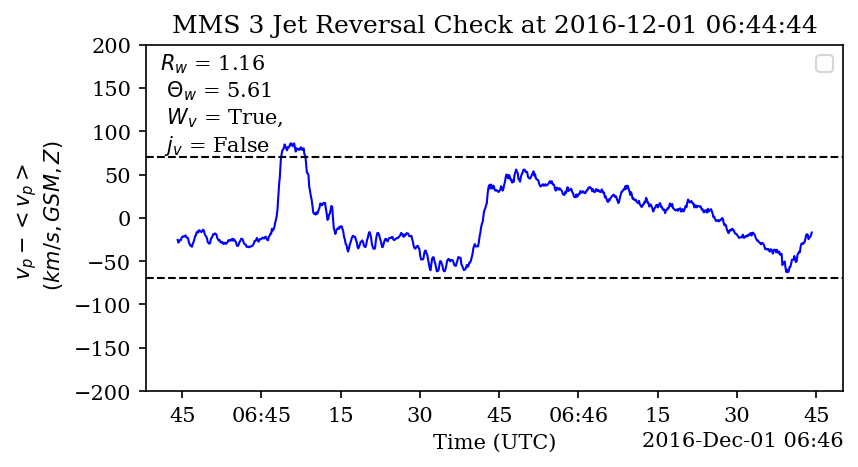 MMS 3 Jet Reversal Check at 2016-12-01 06:44:44
R_w = 1.16
Θ_w = 5.61
W_v = True,
j_v = False
v_p − < v_p >
(km/s, GSM, Z)
200
150
100
50
0
−50
−100
−150
−200
45 06:45 15 30 45 06:46 15 30 45
Time (UTC) 2016-Dec-01 06:46